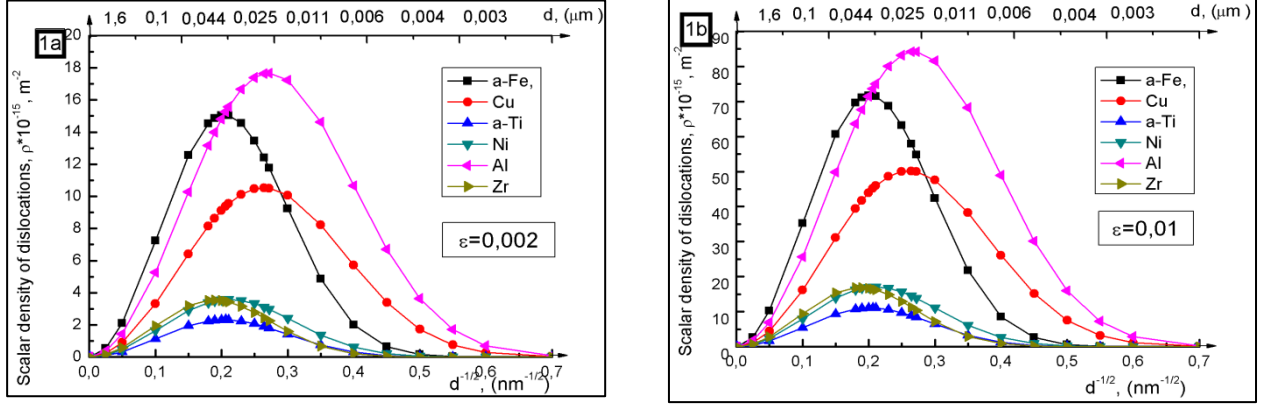 1,6 0,1 0,044 0,025 0,011 0,006 0,004 0,003 d, (μm)
1a
20
18
16
14
12
10
8
6
4
2
0
Scalar density of dislocations, ρ*10⁻¹⁵, m⁻²
a-Fe,
Cu
a-Ti
Ni
Al
Zr
ε=0,002
0,0 0,1 0,2 0,3 0,4 0,5 0,6 0,7
d⁻¹/², (nm⁻¹/²)
1,6 0,1 0,044 0,025 0,011 0,006 0,004 0,003 d, (μm)
1b
90
80
70
60
50
40
30
20
10
0
Scalar density of dislocations, ρ*10⁻¹⁵, m⁻²
a-Fe,
Cu
a-Ti
Ni
Al
Zr
ε=0,01
0,0 0,1 0,2 0,3 0,4 0,5 0,6 0,7
d⁻¹/², (nm⁻¹/²)